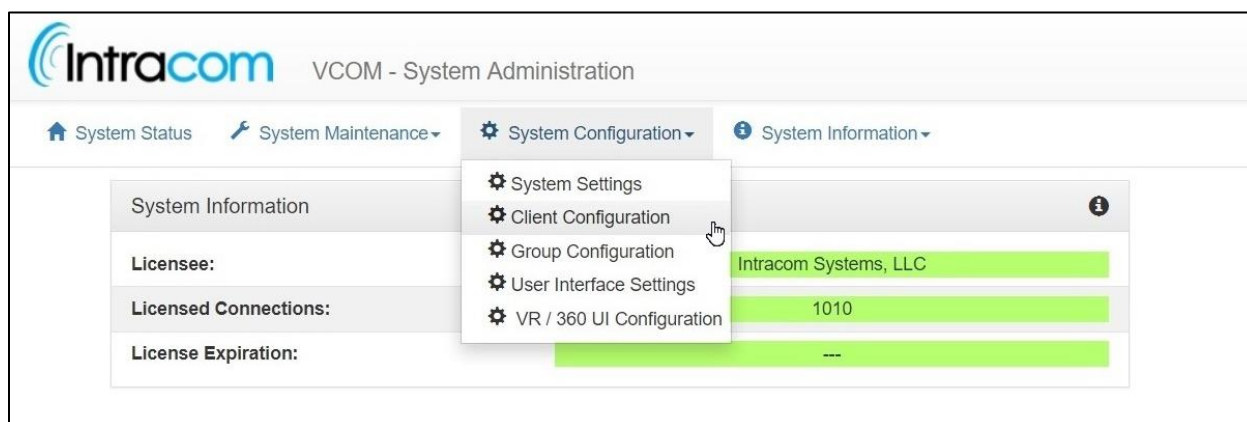 Intracom VCOM - System Administration
System Status System Maintenance System Configuration System Information
System Settings
Client Configuration
Group Configuration
User Interface Settings
VR / 360 UI Configuration
System Information
Licensee: Intracom Systems, LLC
Licensed Connections: 1010
License Expiration: ---